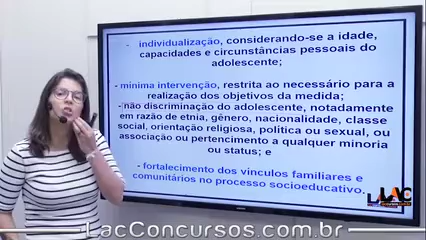 LAC
CONCURSOS
- individualização, considerando-se a idade,
capacidades e circunstâncias pessoais do
adolescente;
- mínima intervenção, restrita ao necessário para a
realização dos objetivos da medida;
- não discriminação do adolescente, notadamente
em razão de etnia, gênero, nacionalidade, classe
social, orientação religiosa, política ou sexual, ou
associação ou pertencimento a qualquer minoria
ou status; e
- fortalecimento dos vínculos familiares e
comunitários no processo socioeducativo.
LAC
LacConcursos.com.br